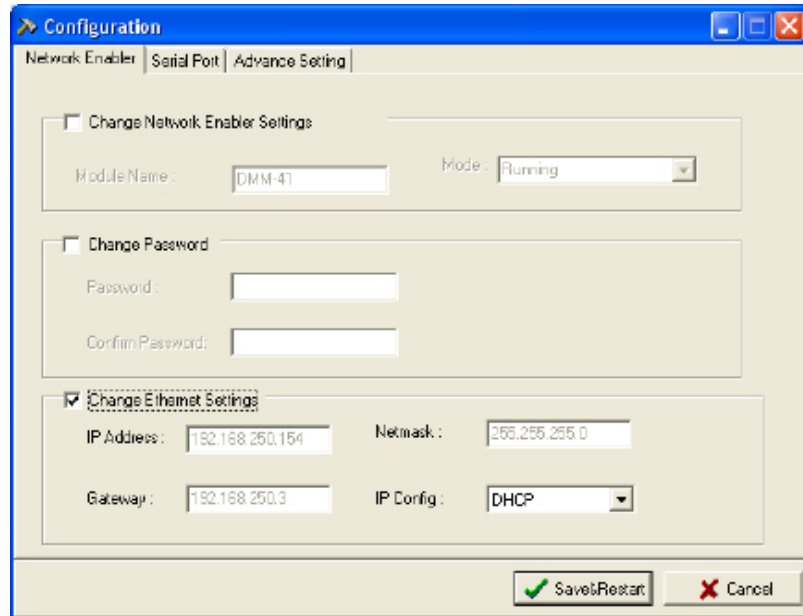 Configuration
Network Enabler Serial Port Advance Setting
Change Network Enabler Settings
Module Name : DMM-41 Mode : Running
Change Password
Password :
Confirm Password:
Change Ethernet Settings
IP Address : 192.168.250.154 Netmask : 255.255.255.0
Gateway : 192.168.250.3 IP Config : DHCP
Save&Restart Cancel